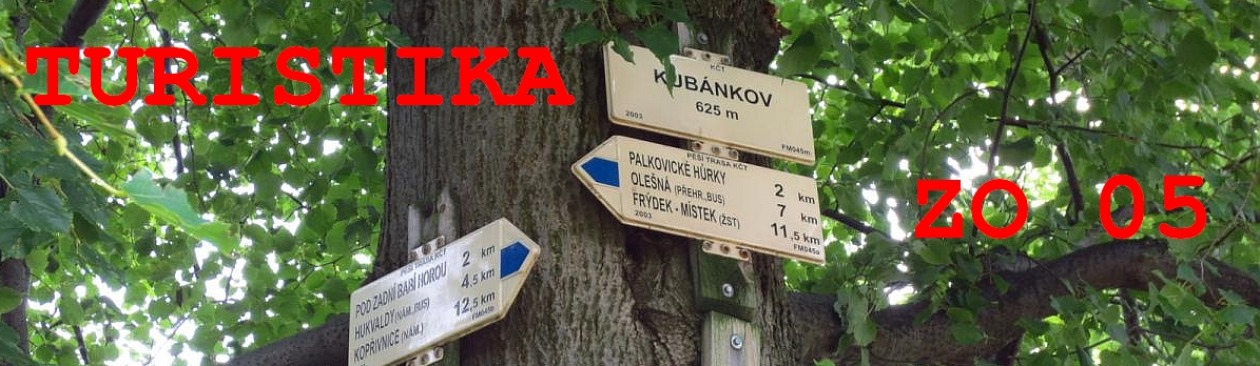 TURISTIKA
KČT
KUBÁNKOV
625 m
2003 FM045m
PĚŠÍ TRASA KČT
PALKOVICKÉ HŮRKY 2 km
OLEŠNÁ (PŘEHR.,BUS) 7 km
FRÝDEK - MÍSTEK (ŽST) 11,5 km
2003 FM045a
ZO 05
PĚŠÍ TRASA KČT
POD ZADNÍ BABÍ HOROU 2 km
HUKVALDY (NÁM.,BUS) 4,5 km
KOPŘIVNICE (NÁM.) 12,5 km
FM045b